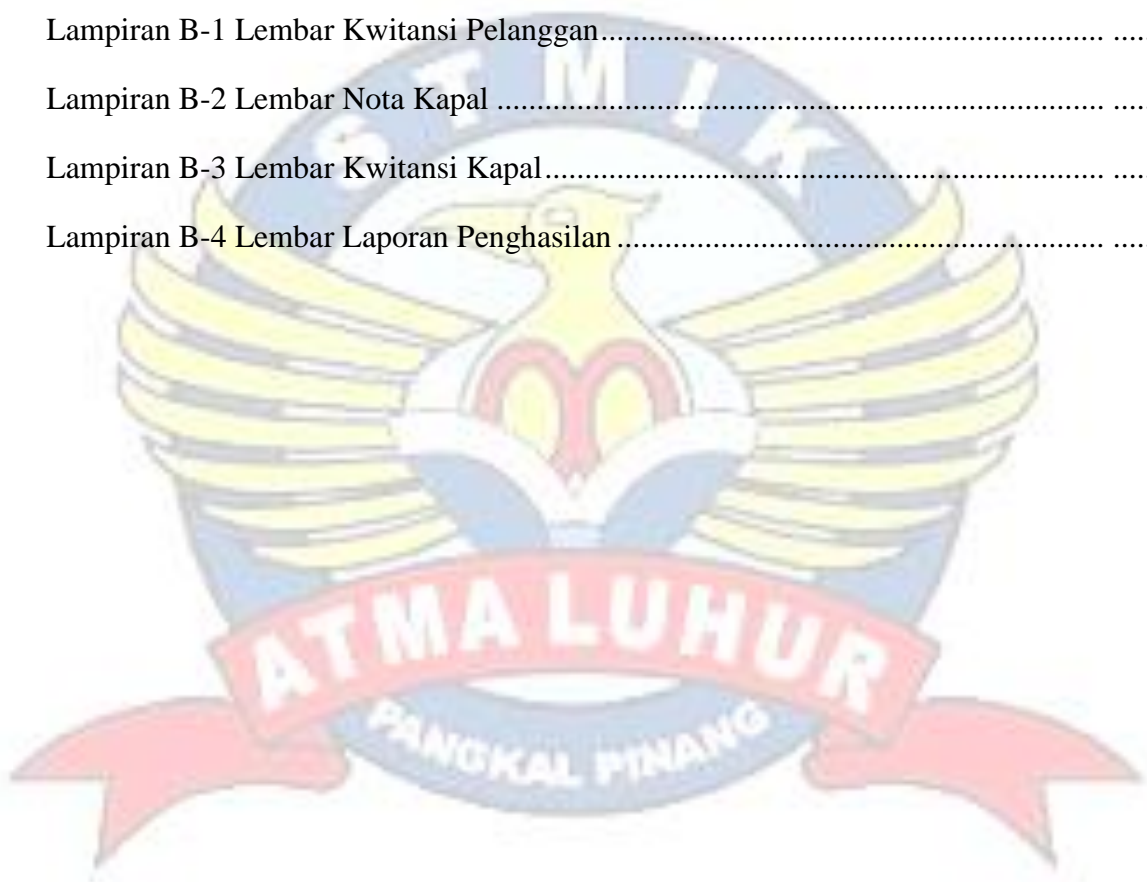 Lampiran B-1 Lembar Kwitansi Pelanggan................................................................ ....
Lampiran B-2 Lembar Nota Kapal ............................................................................. ....
Lampiran B-3 Lembar Kwitansi Kapal....................................................................... ....
Lampiran B-4 Lembar Laporan Penghasilan ............................................................. ....
STMIK
ATMA LUHUR
PANGKAL PINANG